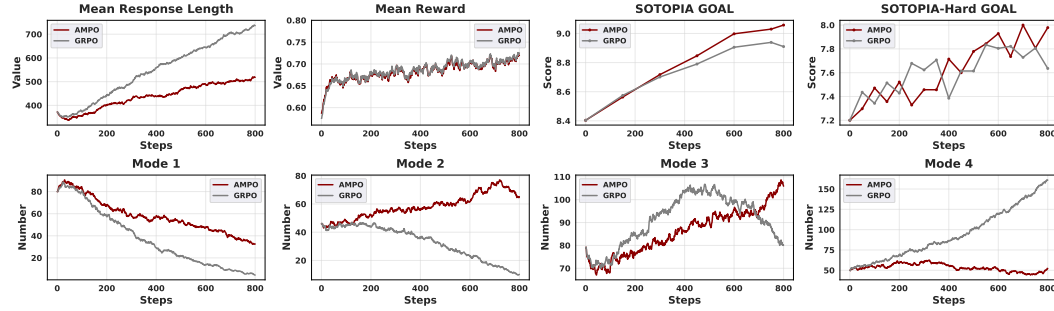 Mean Response Length
AMPO
GRPO
Value
700
600
500
400
0 200 400 600 800
Steps
Mean Reward
AMPO
GRPO
Value
0.80
0.75
0.70
0.65
0.60
0 200 400 600 800
Steps
SOTOPIA GOAL
AMPO
GRPO
Score
9.0
8.8
8.6
8.4
0 200 400 600 800
Steps
SOTOPIA-Hard GOAL
AMPO
GRPO
Score
8.0
7.8
7.6
7.4
7.2
0 200 400 600 800
Steps
Mode 1
AMPO
GRPO
Number
80
60
40
20
0 200 400 600 800
Steps
Mode 2
AMPO
GRPO
Number
80
60
40
20
0 200 400 600 800
Steps
Mode 3
AMPO
GRPO
Number
110
100
90
80
70
0 200 400 600 800
Steps
Mode 4
AMPO
GRPO
Number
150
125
100
75
50
0 200 400 600 800
Steps